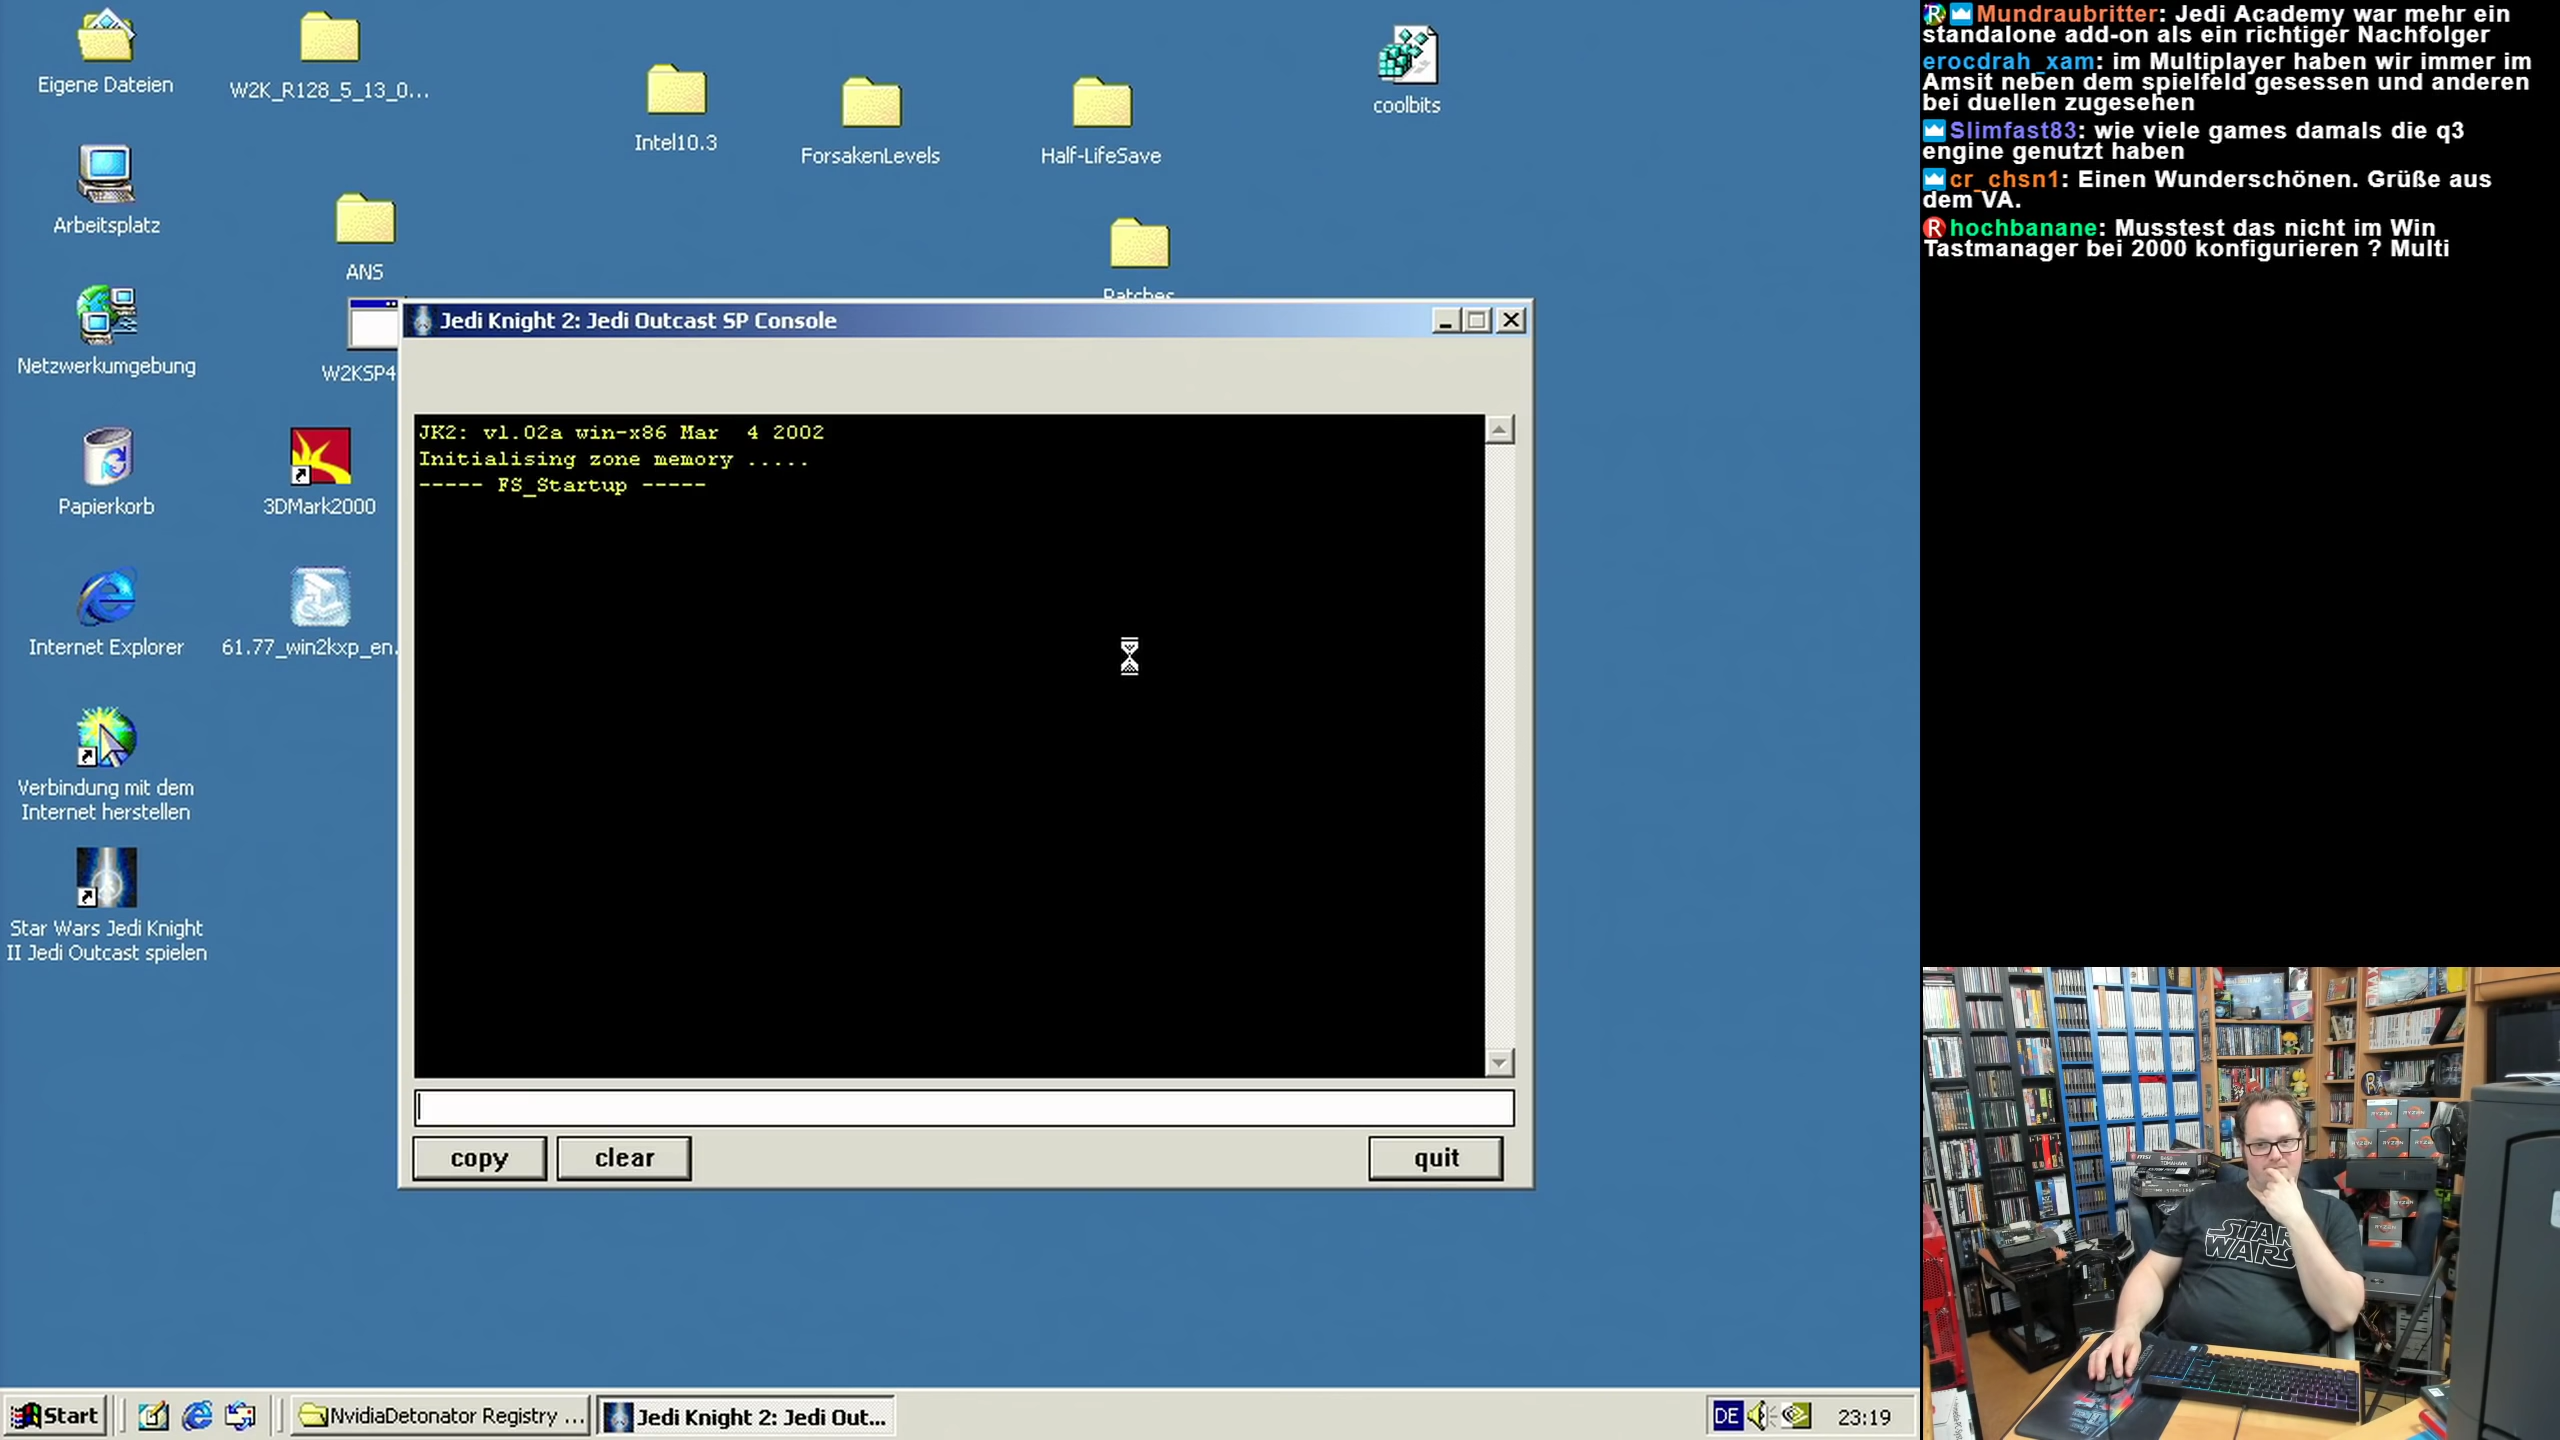 Eigene Dateien
W2K_R128_5_13_0...
Intel10.3
ForsakenLevels
Half-LifeSave
coolbits
Arbeitsplatz
ANS
Patches
Netzwerkumgebung
W2KSP4
Papierkorb
3DMark2000
Internet Explorer
61.77_win2kxp_en.
Verbindung mit dem
Internet herstellen
Star Wars Jedi Knight
II Jedi Outcast spielen
Jedi Knight 2: Jedi Outcast SP Console
JK2: v1.02a win-x86 Mar  4 2002
Initialising zone memory .....
----- FS_Startup -----
copy
clear
quit
Start
NvidiaDetonator Registry ...
Jedi Knight 2: Jedi Out...
DE
23:19
Mundraubritter: Jedi Academy war mehr ein
standalone add-on als ein richtiger Nachfolger
erocdrah_xam: im Multiplayer haben wir immer im
Amsit neben dem spielfeld gesessen und anderen
bei duellen zugesehen
Slimfast83: wie viele games damals die q3
engine genutzt haben
cr_chsn1: Einen Wunderschönen. Grüße aus
dem VA.
hochbanane: Musstest das nicht im Win
Tastmanager bei 2000 konfigurieren ? Multi
STAR
WARS
RYZEN
RYZEN
RYZEN